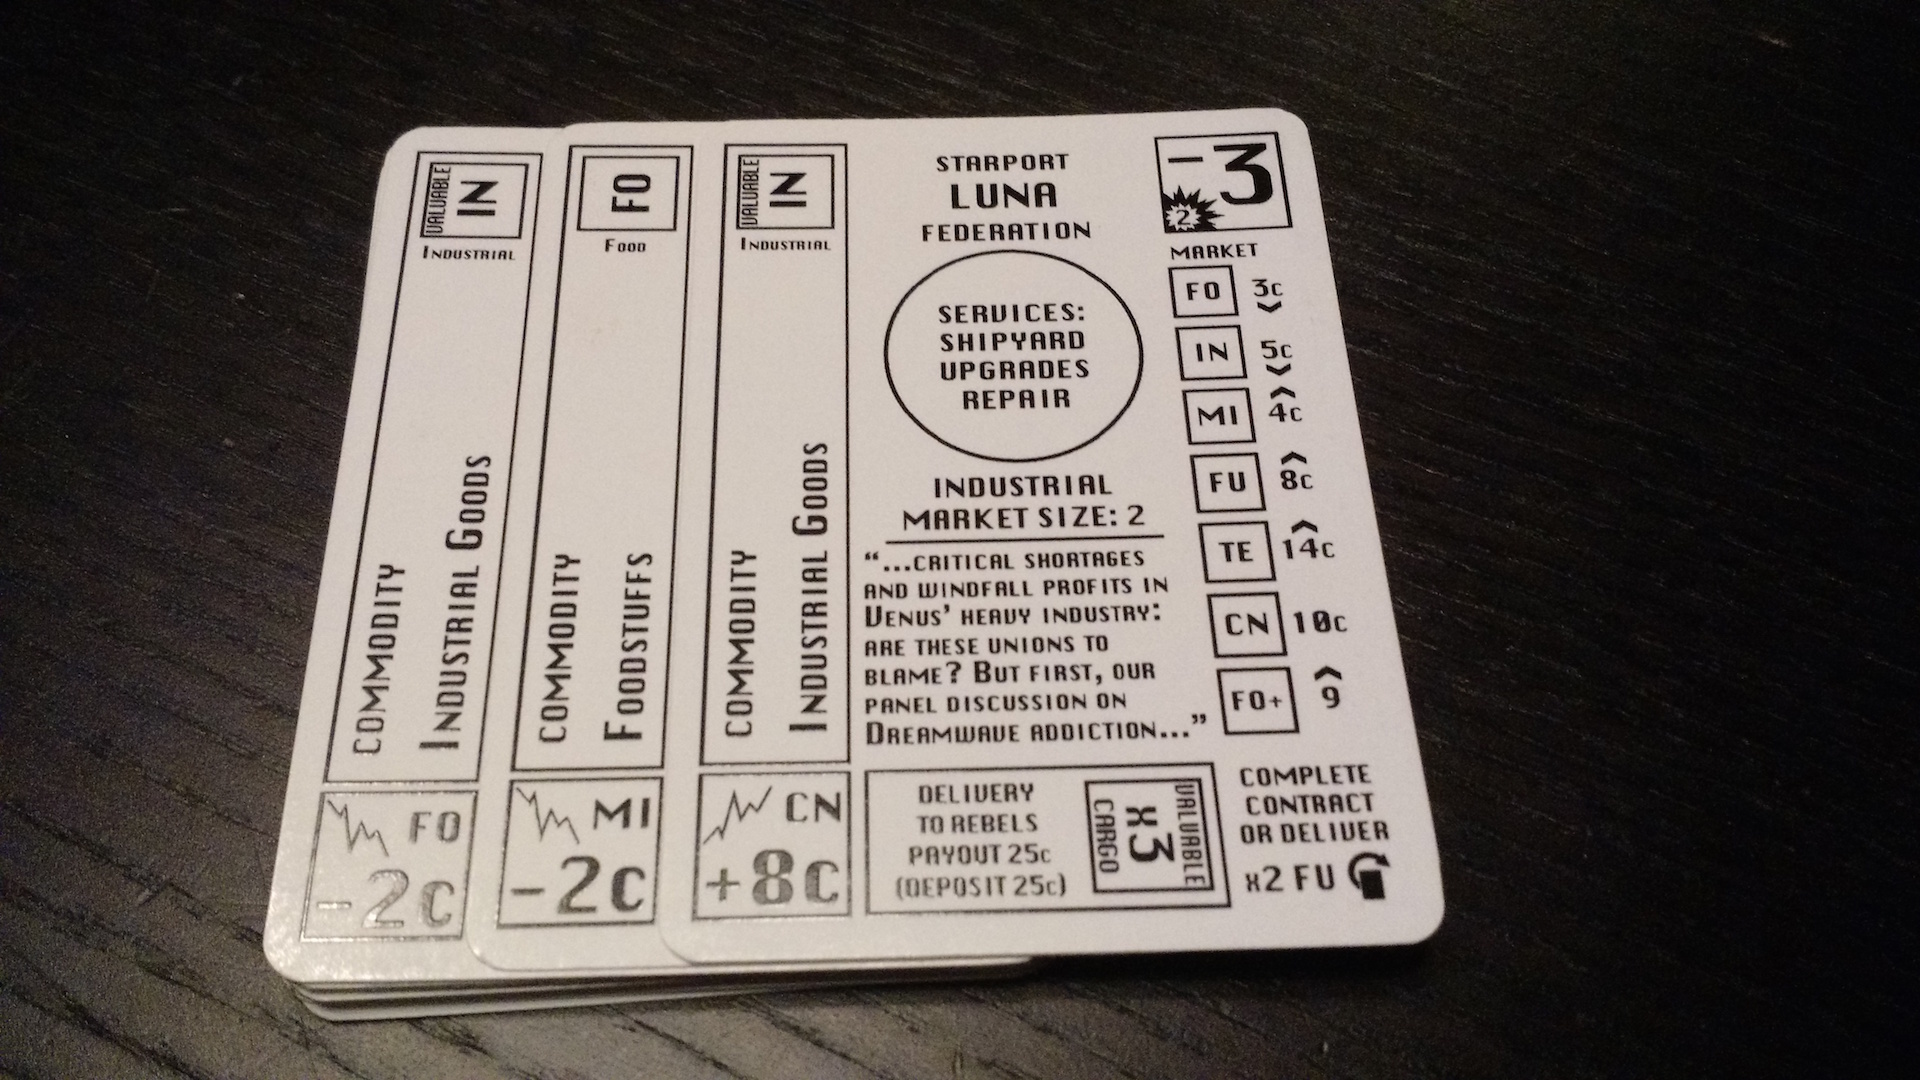 VALUABLE
IN
INDUSTRIAL
COMMODITY
INDUSTRIAL GOODS
FO
-2c
FO
FOOD
COMMODITY
FOODSTUFFS
MI
-2c
VALUABLE
IN
INDUSTRIAL
COMMODITY
INDUSTRIAL GOODS
CN
+8c
STARPORT
LUNA
FEDERATION
SERVICES:
SHIPYARD
UPGRADES
REPAIR
INDUSTRIAL
MARKET SIZE: 2
“...CRITICAL SHORTAGES
AND WINDFALL PROFITS IN
VENUS’ HEAVY INDUSTRY:
ARE THESE UNIONS TO
BLAME? BUT FIRST, OUR
PANEL DISCUSSION ON
DREAMWAVE ADDICTION...”
DELIVERY
TO REBELS
PAYOUT 25c
(DEPOSIT 25c)
VALUABLE
x3
CARGO
-3
2
MARKET
FO 3c
IN 5c
MI 4c
FU 8c
TE 14c
CN 10c
FO+ 9
COMPLETE
CONTRACT
OR DELIVER
x2 FU